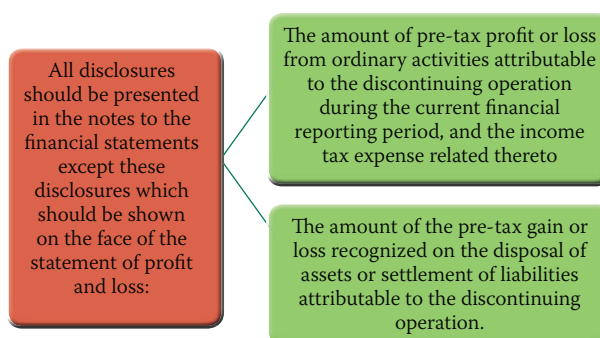 All disclosures
should be presented
in the notes to the
financial statements
except these
disclosures which
should be shown
on the face of the
statement of profit
and loss:
The amount of pre-tax profit or loss
from ordinary activities attributable
to the discontinuing operation
during the current financial
reporting period, and the income
tax expense related thereto
The amount of the pre-tax gain or
loss recognized on the disposal of
assets or settlement of liabilities
attributable to the discontinuing
operation.